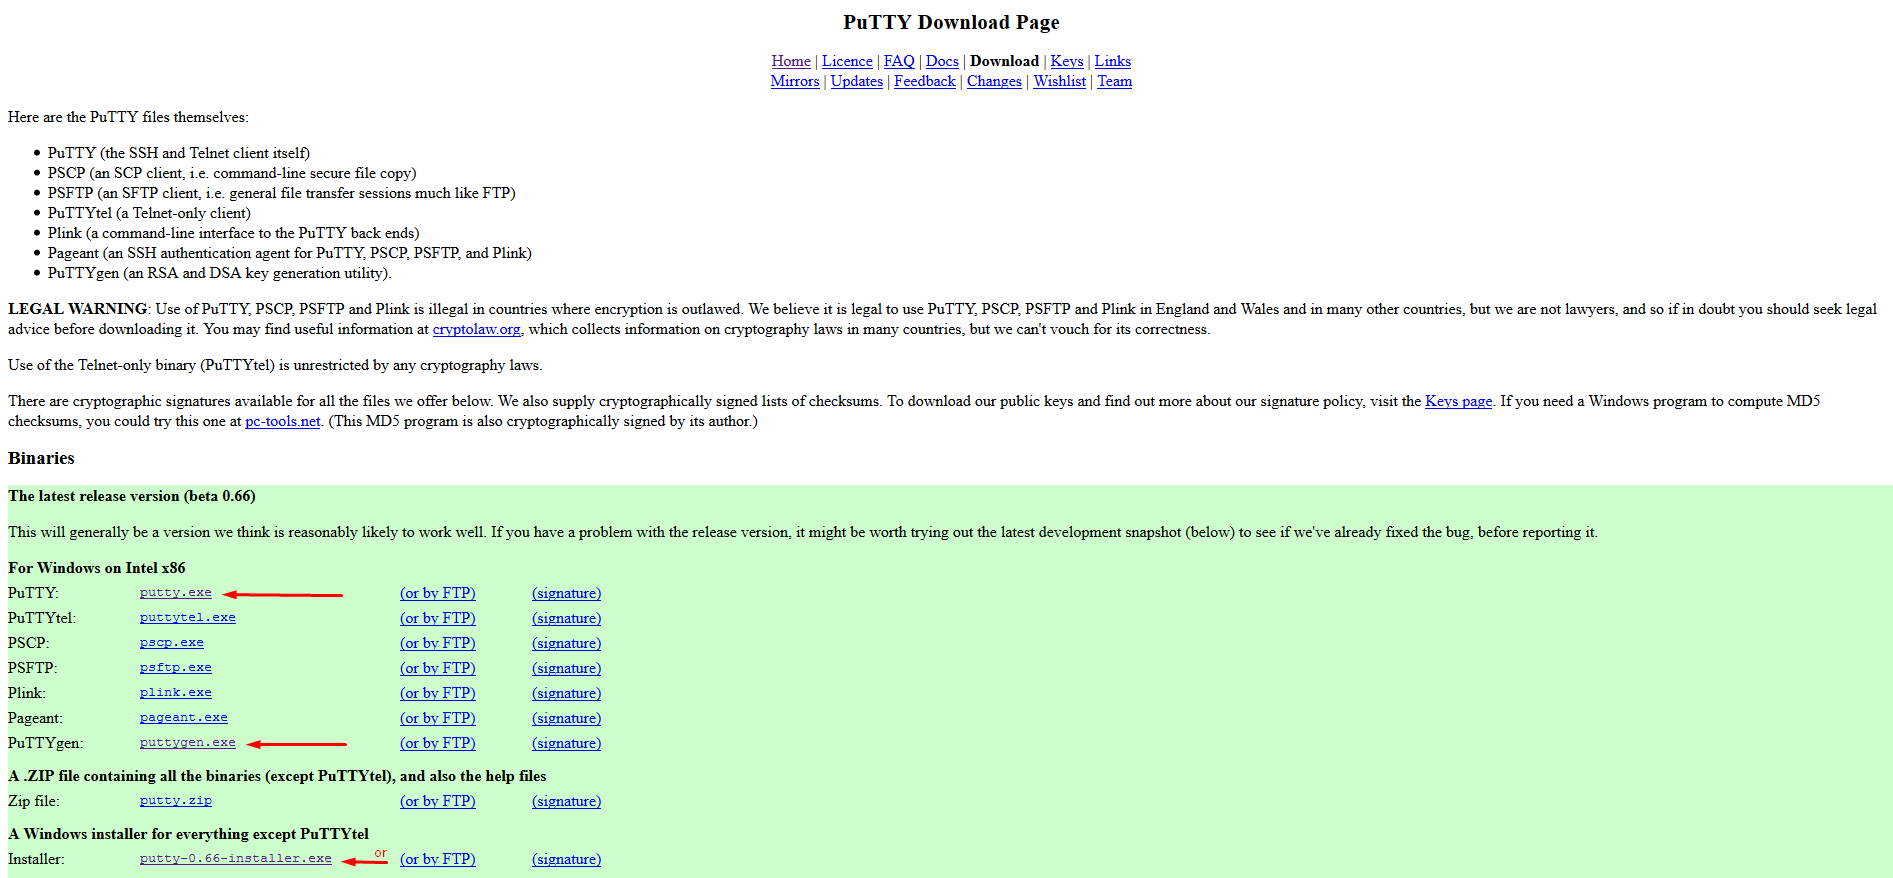 PuTTY Download Page
Home | Licence | FAQ | Docs | Download | Keys | Links
Mirrors | Updates | Feedback | Changes | Wishlist | Team
Here are the PuTTY files themselves:
PuTTY (the SSH and Telnet client itself)
PSCP (an SCP client, i.e. command-line secure file copy)
PSFTP (an SFTP client, i.e. general file transfer sessions much like FTP)
PuTTYtel (a Telnet-only client)
Plink (a command-line interface to the PuTTY back ends)
Pageant (an SSH authentication agent for PuTTY, PSCP, PSFTP, and Plink)
PuTTYgen (an RSA and DSA key generation utility).
LEGAL WARNING: Use of PuTTY, PSCP, PSFTP and Plink is illegal in countries where encryption is outlawed. We believe it is legal to use PuTTY, PSCP, PSFTP and Plink in England and Wales and in many other countries, but we are not lawyers, and so if in doubt you should seek legal
advice before downloading it. You may find useful information at cryptolaw.org, which collects information on cryptography laws in many countries, but we can't vouch for its correctness.
Use of the Telnet-only binary (PuTTYtel) is unrestricted by any cryptography laws.
There are cryptographic signatures available for all the files we offer below. We also supply cryptographically signed lists of checksums. To download our public keys and find out more about our signature policy, visit the Keys page. If you need a Windows program to compute MD5
checksums, you could try this one at pc-tools.net. (This MD5 program is also cryptographically signed by its author.)
Binaries
The latest release version (beta 0.66)
This will generally be a version we think is reasonably likely to work well. If you have a problem with the release version, it might be worth trying out the latest development snapshot (below) to see if we've already fixed the bug, before reporting it.
For Windows on Intel x86
PuTTY: putty.exe (or by FTP) (signature)
PuTTYtel: puttytel.exe (or by FTP) (signature)
PSCP: pscp.exe (or by FTP) (signature)
PSFTP: psftp.exe (or by FTP) (signature)
Plink: plink.exe (or by FTP) (signature)
Pageant: pageant.exe (or by FTP) (signature)
PuTTYgen: puttygen.exe (or by FTP) (signature)
A .ZIP file containing all the binaries (except PuTTYtel), and also the help files
Zip file: putty.zip (or by FTP) (signature)
A Windows installer for everything except PuTTYtel
Installer: putty-0.66-installer.exe or (or by FTP) (signature)